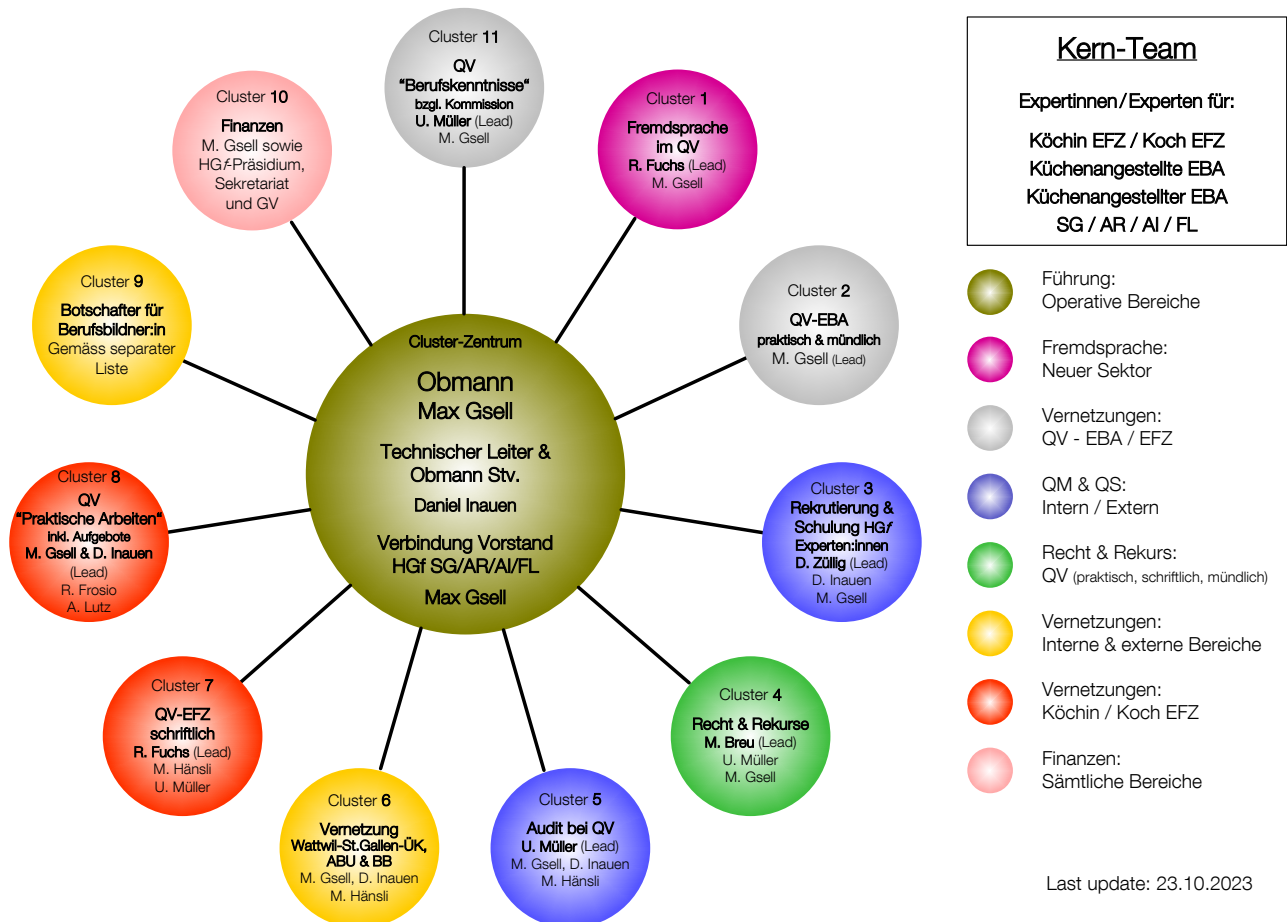 Cluster 11
QV
"Berufskenntnisse"
bzgl. Kommission
U. Müller (Lead)
M. Gsell
Cluster 1
Fremdsprache
im QV
R. Fuchs (Lead)
M. Gsell
Cluster 2
QV-EBA
praktisch & mündlich
M. Gsell (Lead)
Cluster 3
Rekrutierung &
Schulung HGf
Experten:innen
D. Züllig (Lead)
D. Inauen
M. Gsell
Cluster 4
Recht & Rekurse
M. Breu (Lead)
U. Müller
M. Gsell
Cluster 5
Audit bei QV
U. Müller (Lead)
M. Gsell, D. Inauen
M. Hänsli
Cluster 6
Vernetzung
Wattwil-St.Gallen-ÜK,
ABU & BB
M. Gsell, D. Inauen
M. Hänsli
Cluster 7
QV-EFZ
schriftlich
R. Fuchs (Lead)
M. Hänsli
U. Müller
Cluster 8
QV
"Praktische Arbeiten"
inkl. Aufgebote
M. Gsell & D. Inauen
(Lead)
R. Frosio
A. Lutz
Cluster 9
Botschafter für
Berufsbildner:in
Gemäss separater
Liste
Cluster 10
Finanzen
M. Gsell sowie
HGf-Präsidium,
Sekretariat
und GV
Cluster-Zentrum
Obmann
Max Gsell
Technischer Leiter &
Obmann Stv.
Daniel Inauen
Verbindung Vorstand
HGf SG/AR/AI/FL
Max Gsell
Kern-Team
Expertinnen/Experten für:
Köchin EFZ / Koch EFZ
Küchenangestellte EBA
Küchenangestellter EBA
SG / AR / AI / FL
Führung:
Operative Bereiche
Fremdsprache:
Neuer Sektor
Vernetzungen:
QV - EBA / EFZ
QM & QS:
Intern / Extern
Recht & Rekurs:
QV (praktisch, schriftlich, mündlich)
Vernetzungen:
Interne & externe Bereiche
Vernetzungen:
Köchin / Koch EFZ
Finanzen:
Sämtliche Bereiche
Last update: 23.10.2023